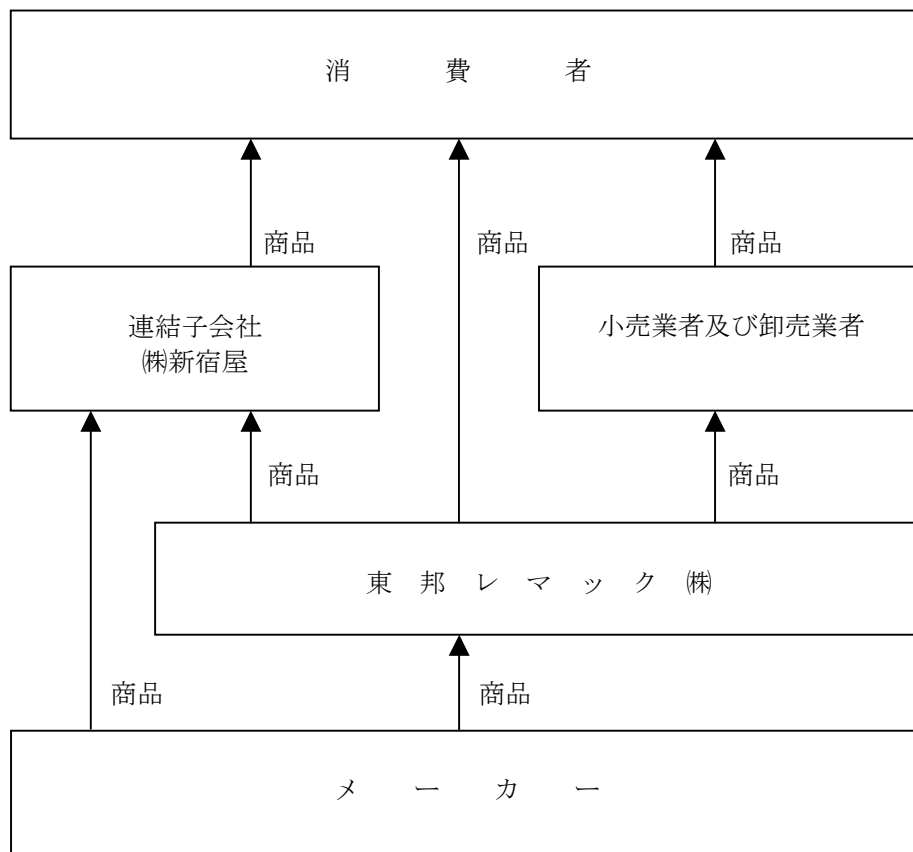 消　費　者
商品
商品
商品
連結子会社
㈱新宿屋
小売業者及び卸売業者
商品
商品
東 邦 レ マ ッ ク ㈱
商品
商品
メ ー カ ー